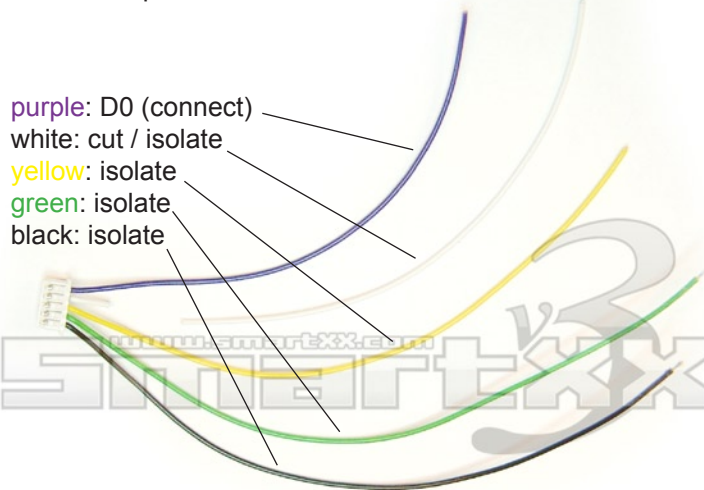 purple: D0 (connect)
white: cut / isolate
yellow: isolate
green: isolate
black: isolate
www.smartxx.com
smartxx
v3